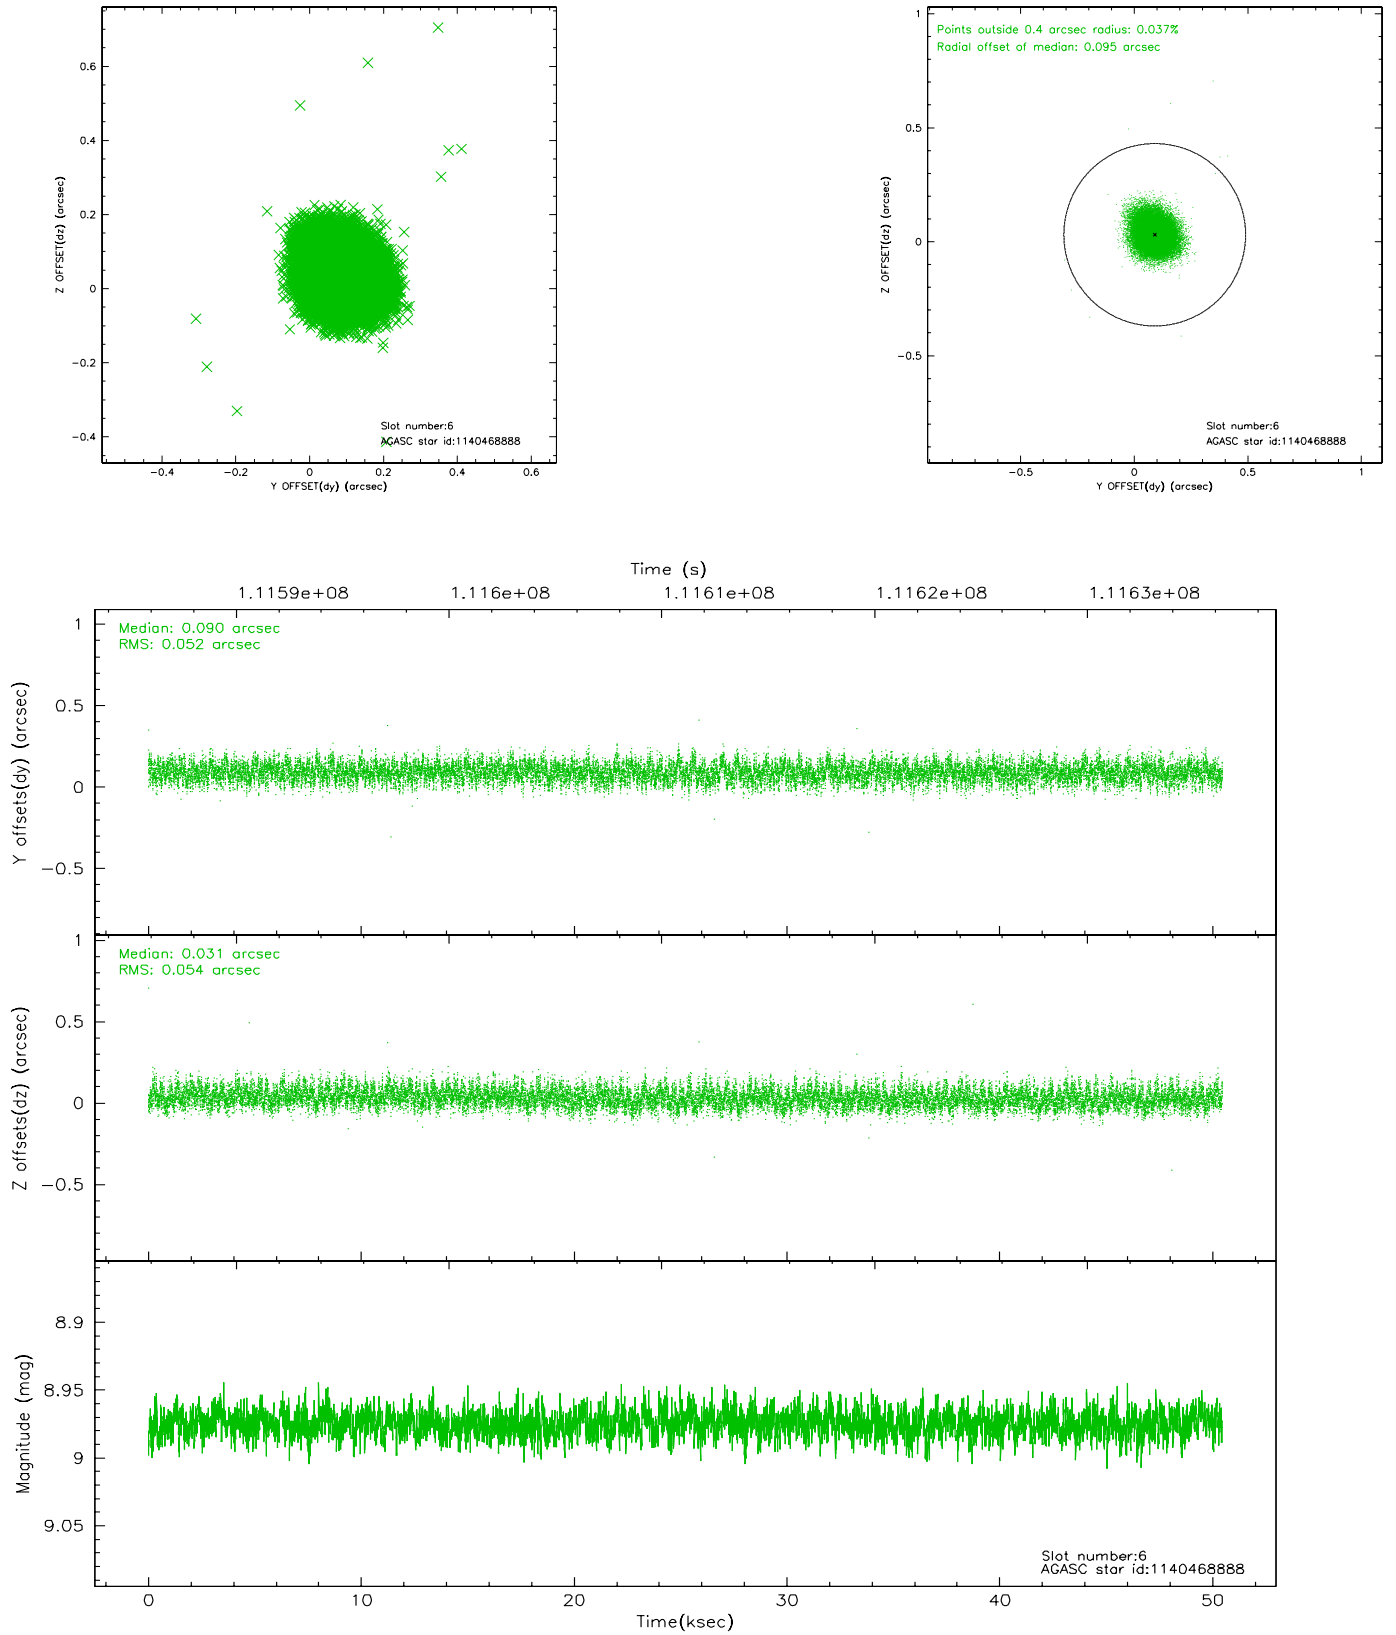 0.6
0.4
0.2
0
−0.2
−0.4
Z OFFSET(dz) (arcsec)
Slot number:6
AGASC star id:1140468888
−0.4 −0.2 0 0.2 0.4 0.6
Y OFFSET(dy) (arcsec)
Points outside 0.4 arcsec radius: 0.037%
Radial offset of median: 0.095 arcsec
1
0.5
0
−0.5
Z OFFSET(dz) (arcsec)
Slot number:6
AGASC star id:1140468888
−0.5 0 0.5 1
Y OFFSET(dy) (arcsec)
Time (s)
1.1159e+08 1.116e+08 1.1161e+08 1.1162e+08 1.1163e+08
Median: 0.090 arcsec
RMS: 0.052 arcsec
1
0.5
0
−0.5
Y offsets(dy) (arcsec)
Median: 0.031 arcsec
RMS: 0.054 arcsec
1
0.5
0
−0.5
Z offsets(dz) (arcsec)
8.9
8.95
9
9.05
Magnitude (mag)
Slot number:6
AGASC star id:1140468888
0 10 20 30 40 50
Time(ksec)